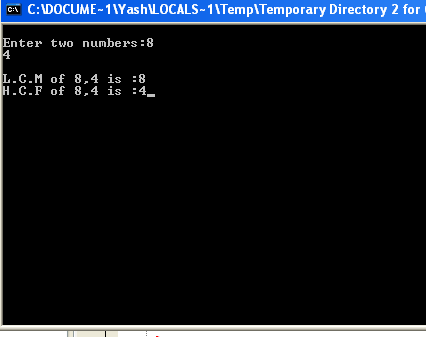 C:\DOCUME~1\Yash\LOCALS~1\Temp\Temporary Directory 2 for
Enter two numbers:8
4
L.C.M of 8,4 is :8
H.C.F of 8,4 is :4